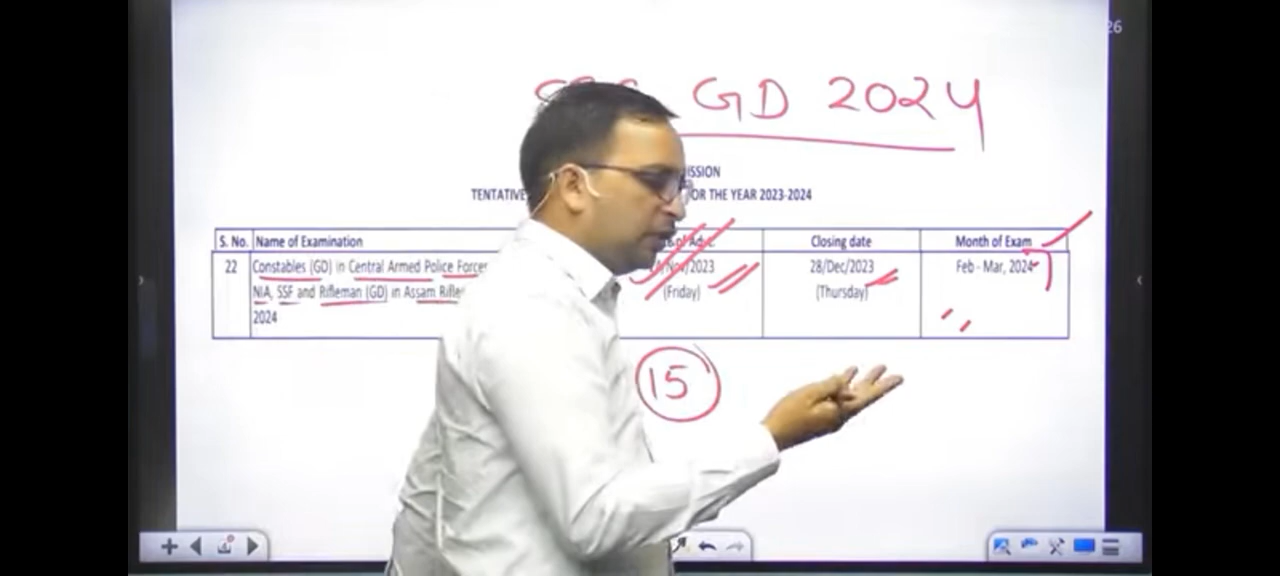 26
GD 2024
ISSION
TENTATIVE OR THE YEAR 2023-2024
S. No. Name of Examination Closing date Month of Exam
22 Constables (GD) in Central Armed Police Forces /2023 28/Dec/2023 Feb - Mar, 2024
NIA, SSF and Rifleman (GD) in Assam Rifle (Friday) (Thursday)
2024
15